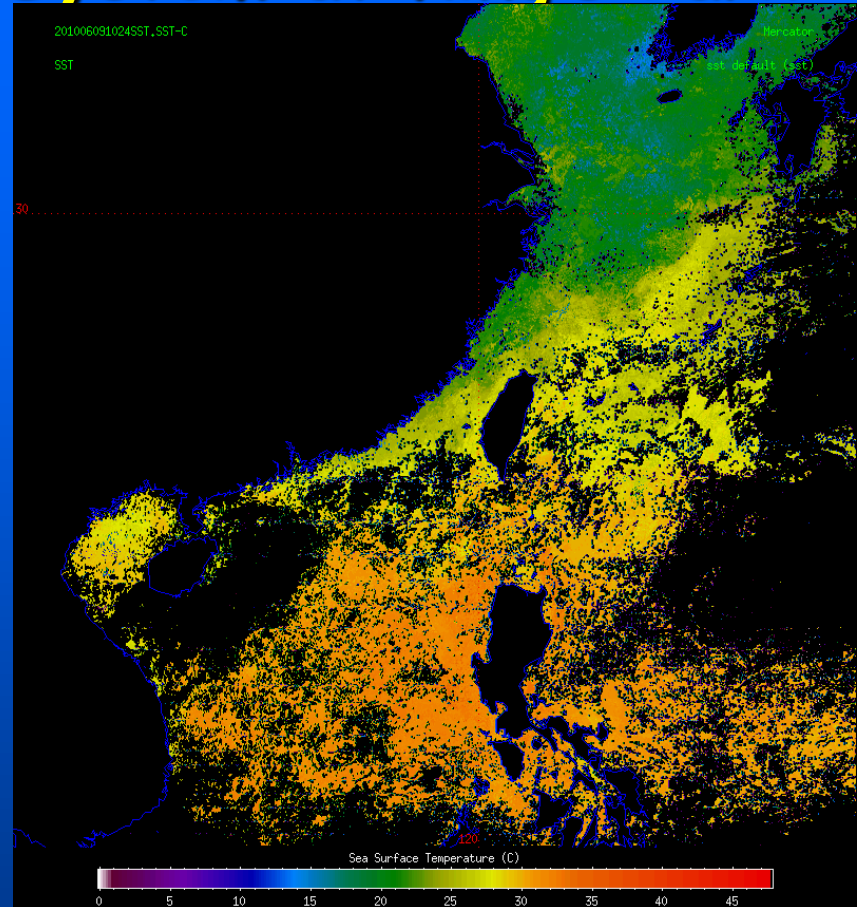 201006091024SST.SST-C
Mercator
SST
sst default (sst)
30
120
Sea Surface Temperature (C)
0 5 10 15 20 25 30 35 40 45